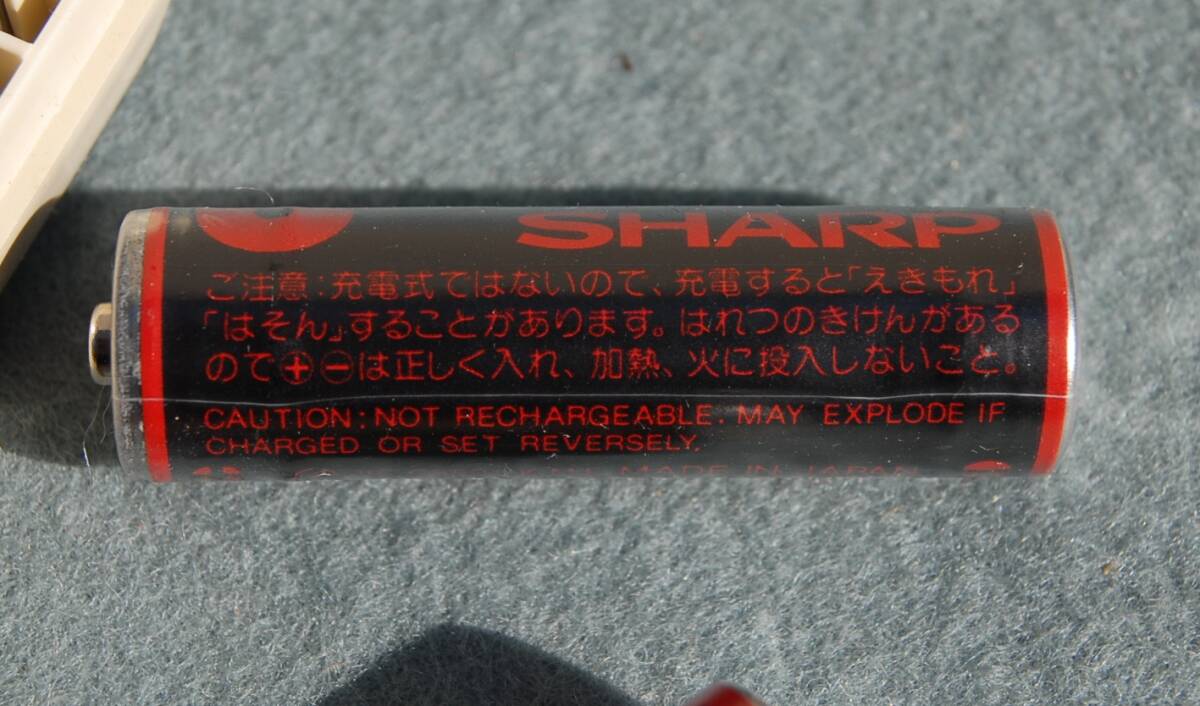 SHARP
ご注意:充電式ではないので、充電すると「えきもれ」
「はそん」することがあります。はれつのきけんがある
ので⊕⊖は正しく入れ、加熱、火に投入しないこと。
CAUTION: NOT RECHARGEABLE. MAY EXPLODE IF
CHARGED OR SET REVERSELY.
MADE IN JAPAN